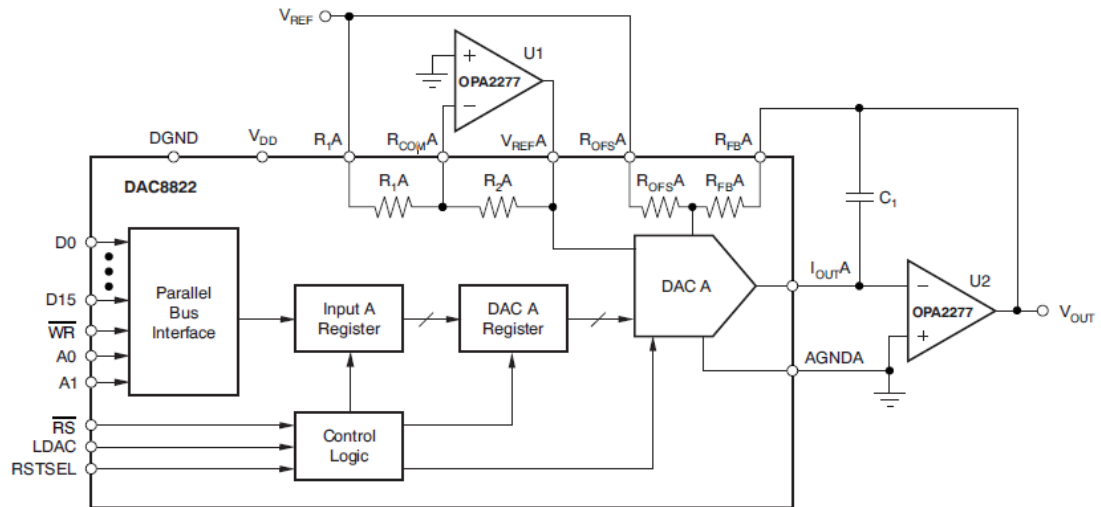 VREF
+
U1
OPA2277
−
DGND
VDD
R1A
RCOMA
VREFA
ROFSA
RFBA
DAC8822
R1A
R2A
ROFSA
RFBA
C1
D0
D15
WR
A0
A1
Parallel
Bus
Interface
Input A
Register
DAC A
Register
DAC A
IOUTA
−
U2
OPA2277
+
VOUT
AGNDA
RS
LDAC
RSTSEL
Control
Logic